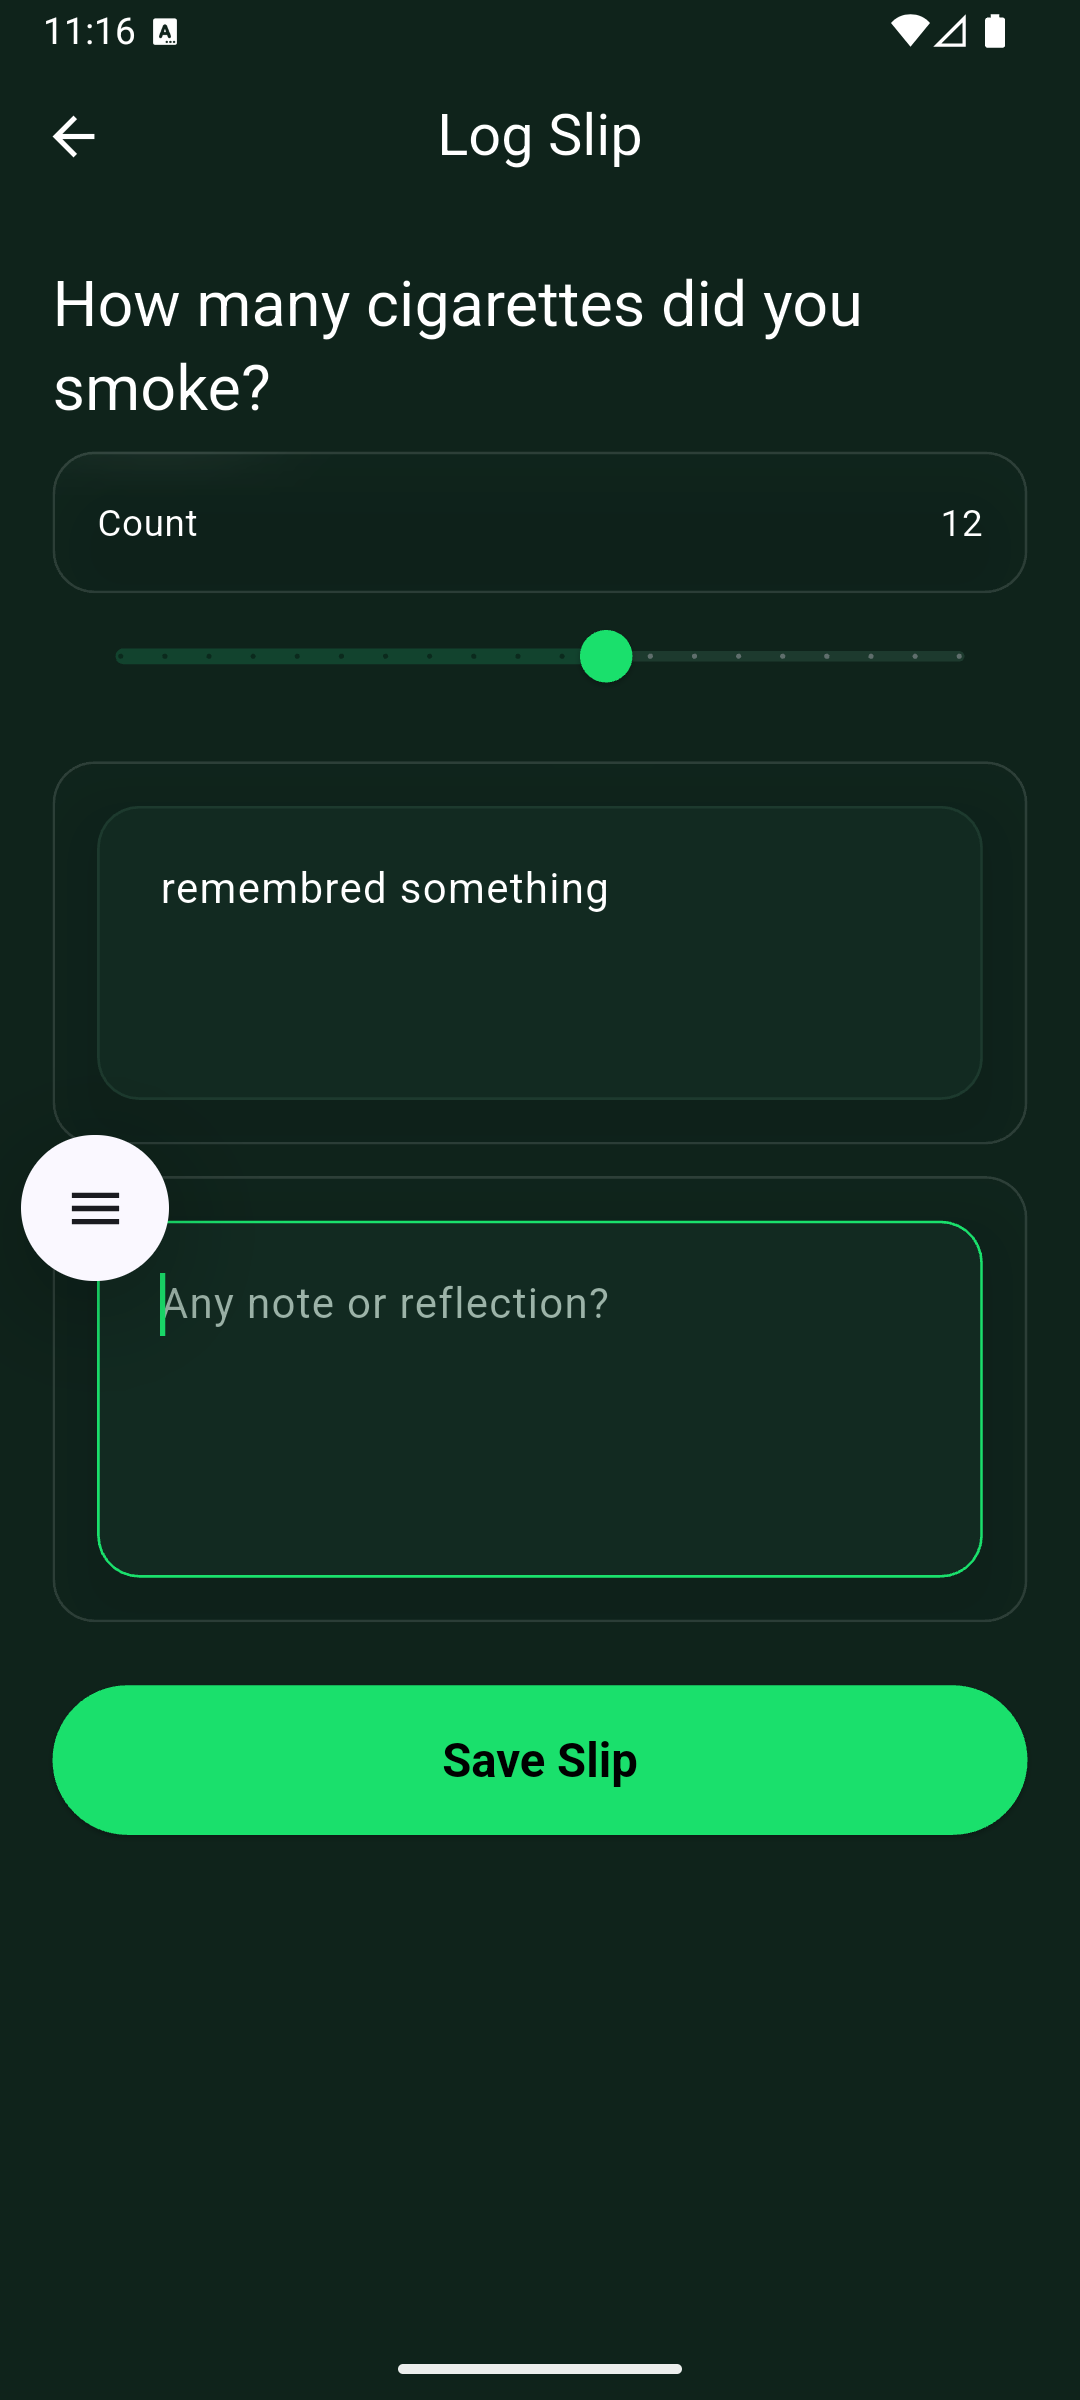 11:16
Log Slip
How many cigarettes did you
smoke?
Count 12
remembred something
Any note or reflection?
Save Slip